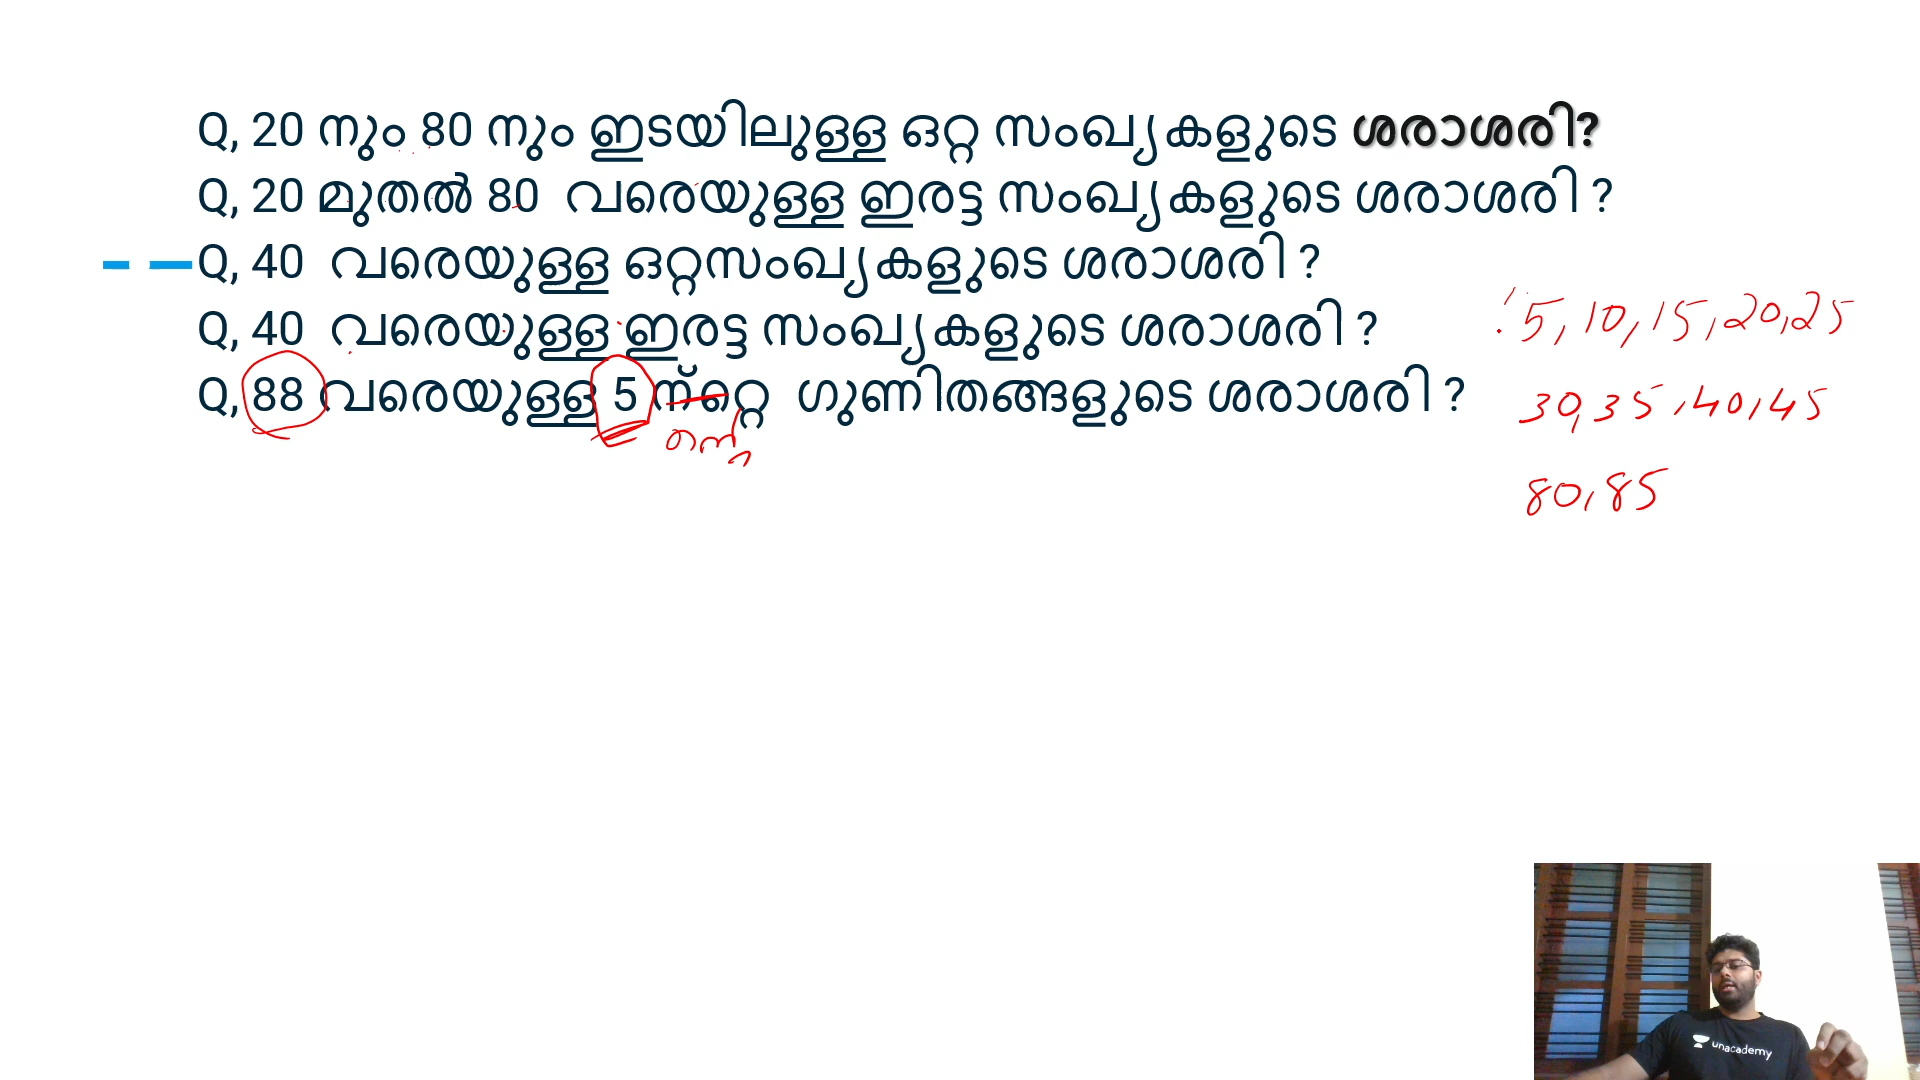 Q, 20 നും 80 നും ഇടയിലുള്ള ഒറ്റ സംഖ്യകളുടെ ശരാശരി?
Q, 20 മുതൽ 80 വരെയുള്ള ഇരട്ട സംഖ്യകളുടെ ശരാശരി ?
Q, 40 വരെയുള്ള ഒറ്റസംഖ്യകളുടെ ശരാശരി ?
Q, 40 വരെയുള്ള ഇരട്ട സംഖ്യകളുടെ ശരാശരി ?
Q, 88 വരെയുള്ള 5 ന്റെ ഗുണിതങ്ങളുടെ ശരാശരി ?
5, 10, 15, 20, 25
30, 35, 40, 45
80, 85
unacademy